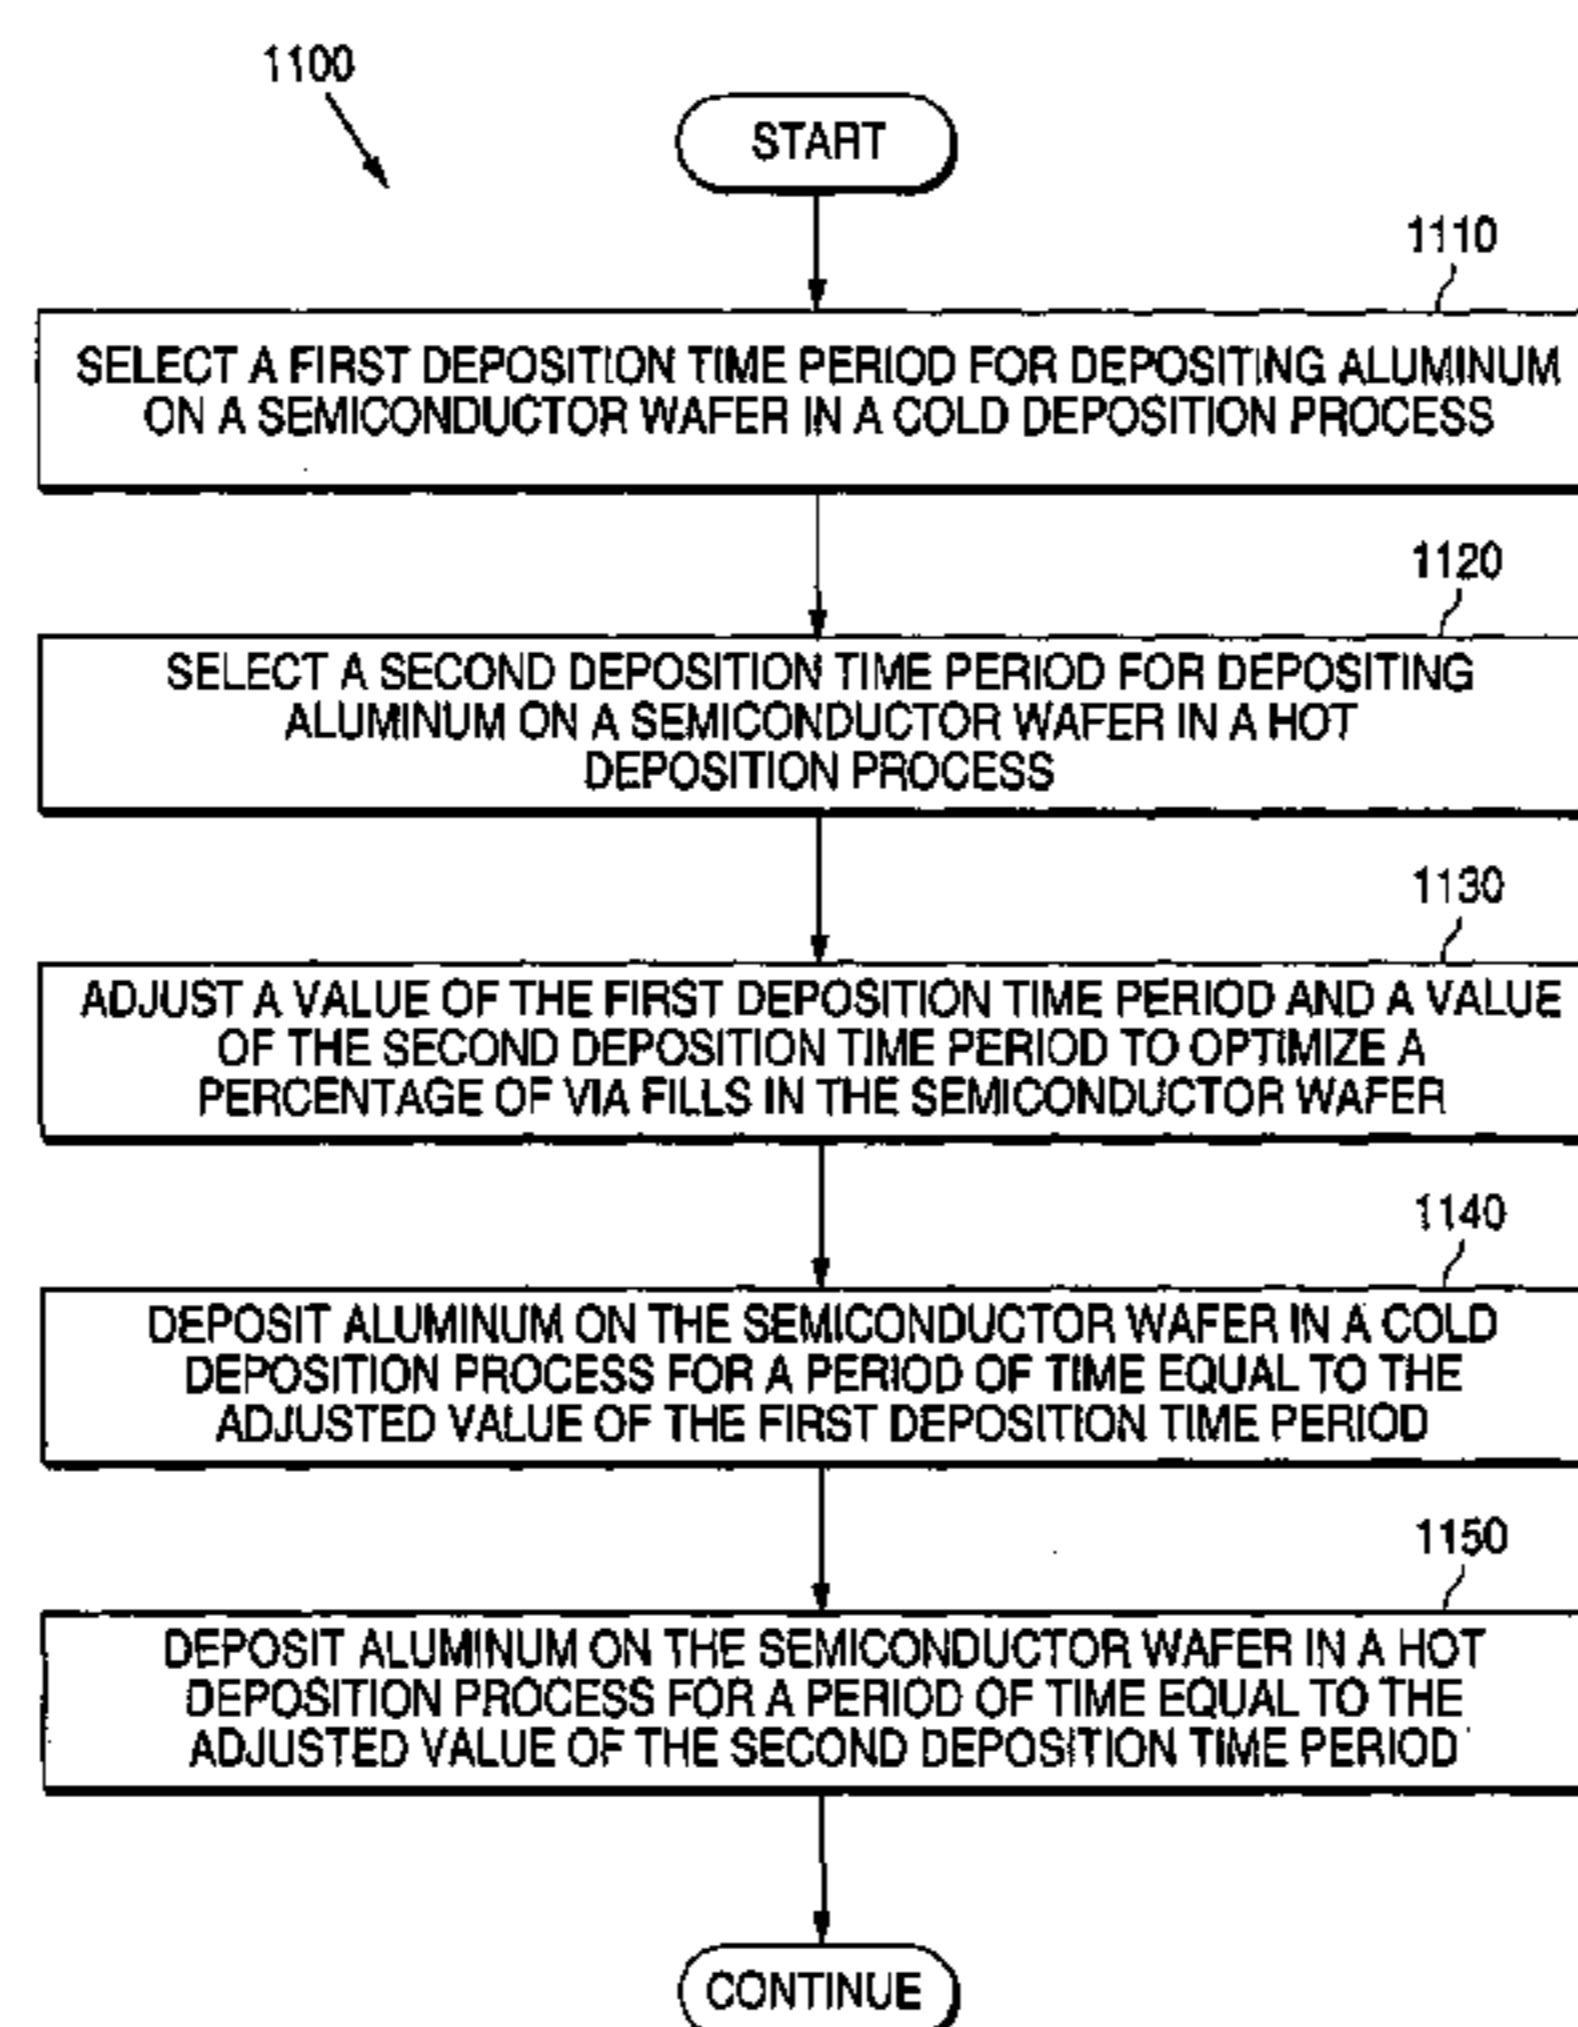 1100
START
1110
SELECT A FIRST DEPOSITION TIME PERIOD FOR DEPOSITING ALUMINUM
ON A SEMICONDUCTOR WAFER IN A COLD DEPOSITION PROCESS
1120
SELECT A SECOND DEPOSITION TIME PERIOD FOR DEPOSITING
ALUMINUM ON A SEMICONDUCTOR WAFER IN A HOT
DEPOSITION PROCESS
1130
ADJUST A VALUE OF THE FIRST DEPOSITION TIME PERIOD AND A VALUE
OF THE SECOND DEPOSITION TIME PERIOD TO OPTIMIZE A
PERCENTAGE OF VIA FILLS IN THE SEMICONDUCTOR WAFER
1140
DEPOSIT ALUMINUM ON THE SEMICONDUCTOR WAFER IN A COLD
DEPOSITION PROCESS FOR A PERIOD OF TIME EQUAL TO THE
ADJUSTED VALUE OF THE FIRST DEPOSITION TIME PERIOD
1150
DEPOSIT ALUMINUM ON THE SEMICONDUCTOR WAFER IN A HOT
DEPOSITION PROCESS FOR A PERIOD OF TIME EQUAL TO THE
ADJUSTED VALUE OF THE SECOND DEPOSITION TIME PERIOD
CONTINUE